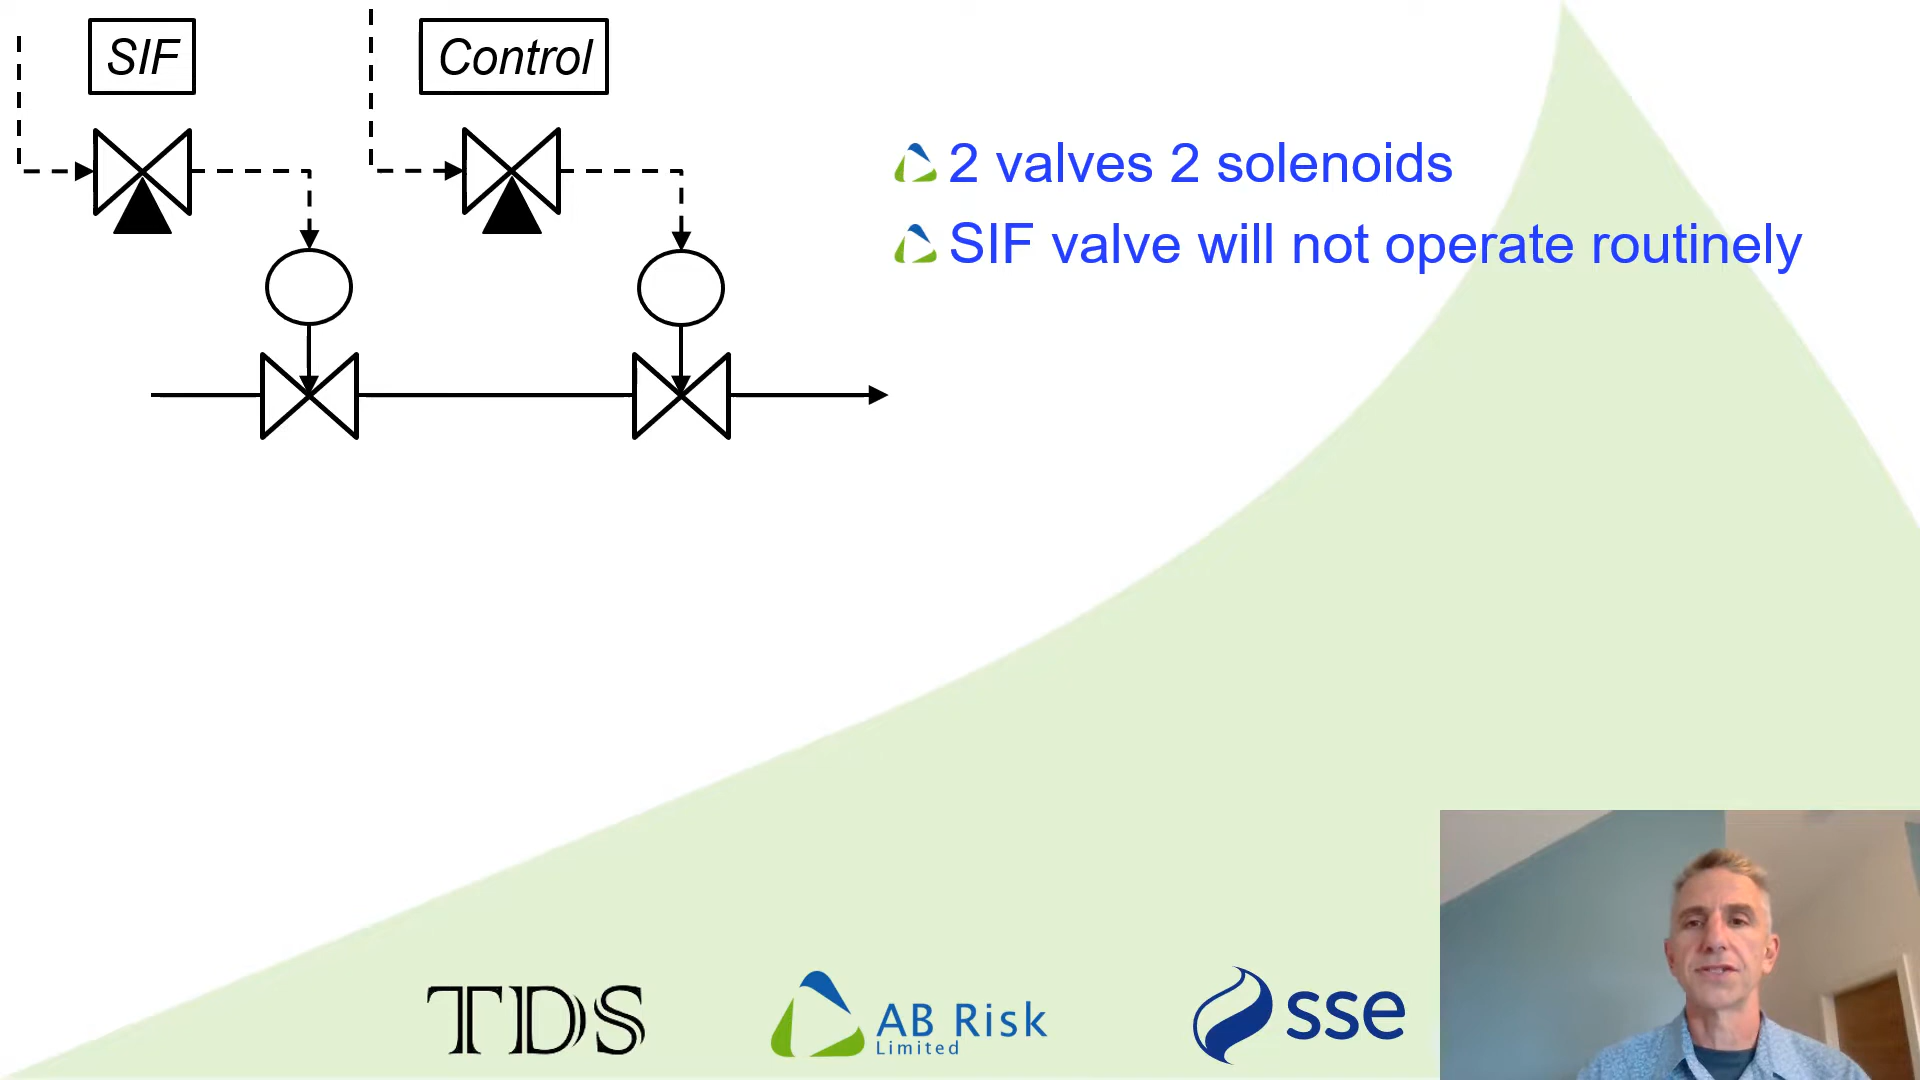 SIF
Control
2 valves 2 solenoids
SIF valve will not operate routinely
TDS
AB Risk
Limited
sse